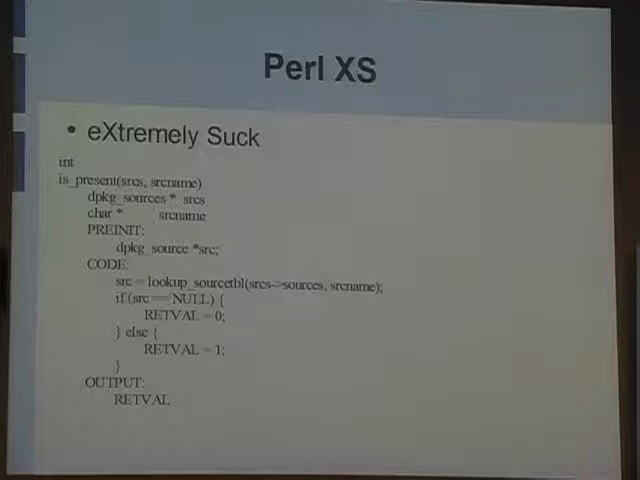 Perl XS
• eXtremely Suck
int
is_present(srcs, srcname)
dpkg_sources * srcs
char * srcname
PREINIT:
dpkg_source *src;
CODE:
src = lookup_sourcetbl(srcs->sources, srcname);
if (src == NULL) {
RETVAL = 0;
} else {
RETVAL = 1;
}
OUTPUT:
RETVAL